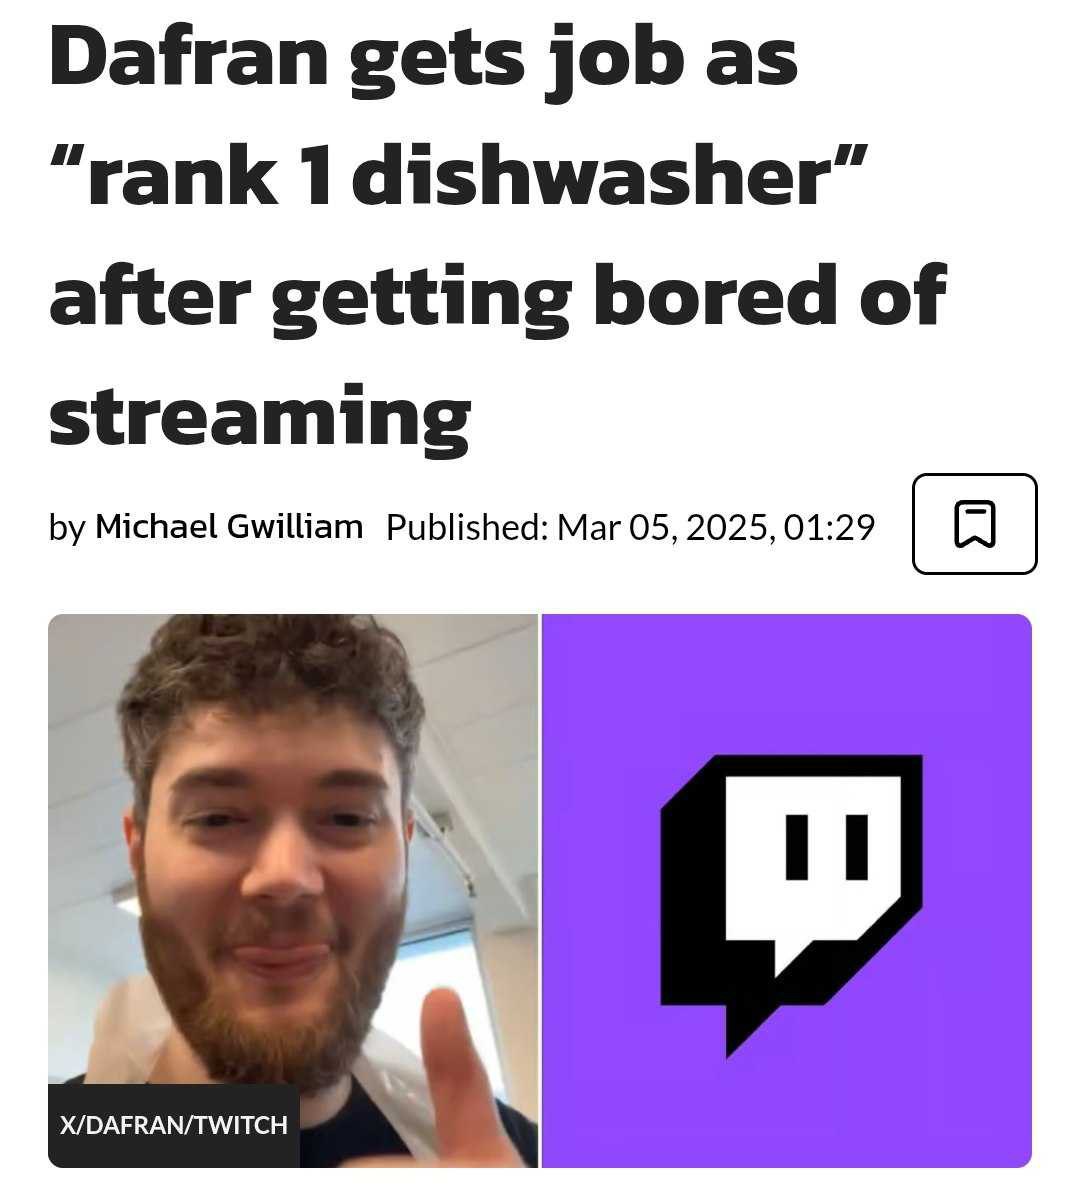 Dafran gets job as
“rank 1 dishwasher”
after getting bored of
streaming
by Michael Gwilliam Published: Mar 05, 2025, 01:29
X/DAFRAN/TWITCH